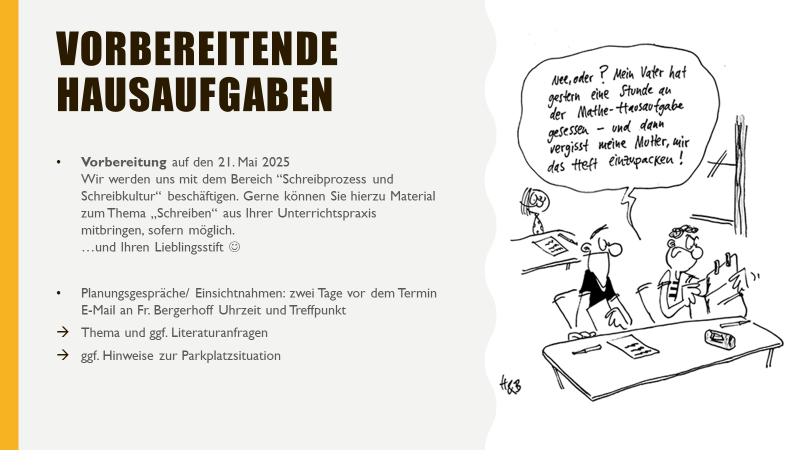 VORBEREITENDE
HAUSAUFGABEN
• Vorbereitung auf den 21. Mai 2025
Wir werden uns mit dem Bereich “Schreibprozess und
Schreibkultur“ beschäftigen. Gerne können Sie hierzu Material
zum Thema „Schreiben“ aus Ihrer Unterrichtspraxis
mitbringen, sofern möglich.
…und Ihren Lieblingsstift ☺
• Planungsgespräche/ Einsichtnahmen: zwei Tage vor dem Termin
E-Mail an Fr. Bergerhoff Uhrzeit und Treffpunkt
→ Thema und ggf. Literaturanfragen
→ ggf. Hinweise zur Parkplatzsituation
Nee, oder? Mein Vater hat
gestern eine Stunde an
der Mathe-Hausaufgabe
gesessen – und dann
vergisst meine Mutter, mir
das Heft einzupacken!
H&B